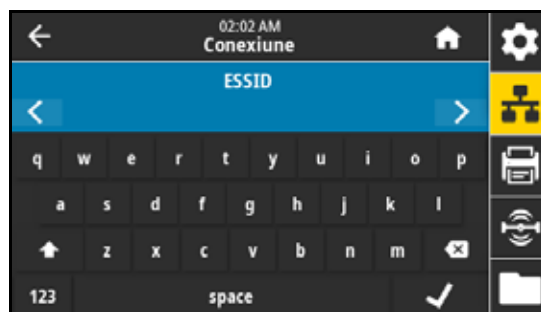 02:02 AM
Conexiune
ESSID
q w e r t y u i o p
a s d f g h j k l
z x c v b n m
123 space